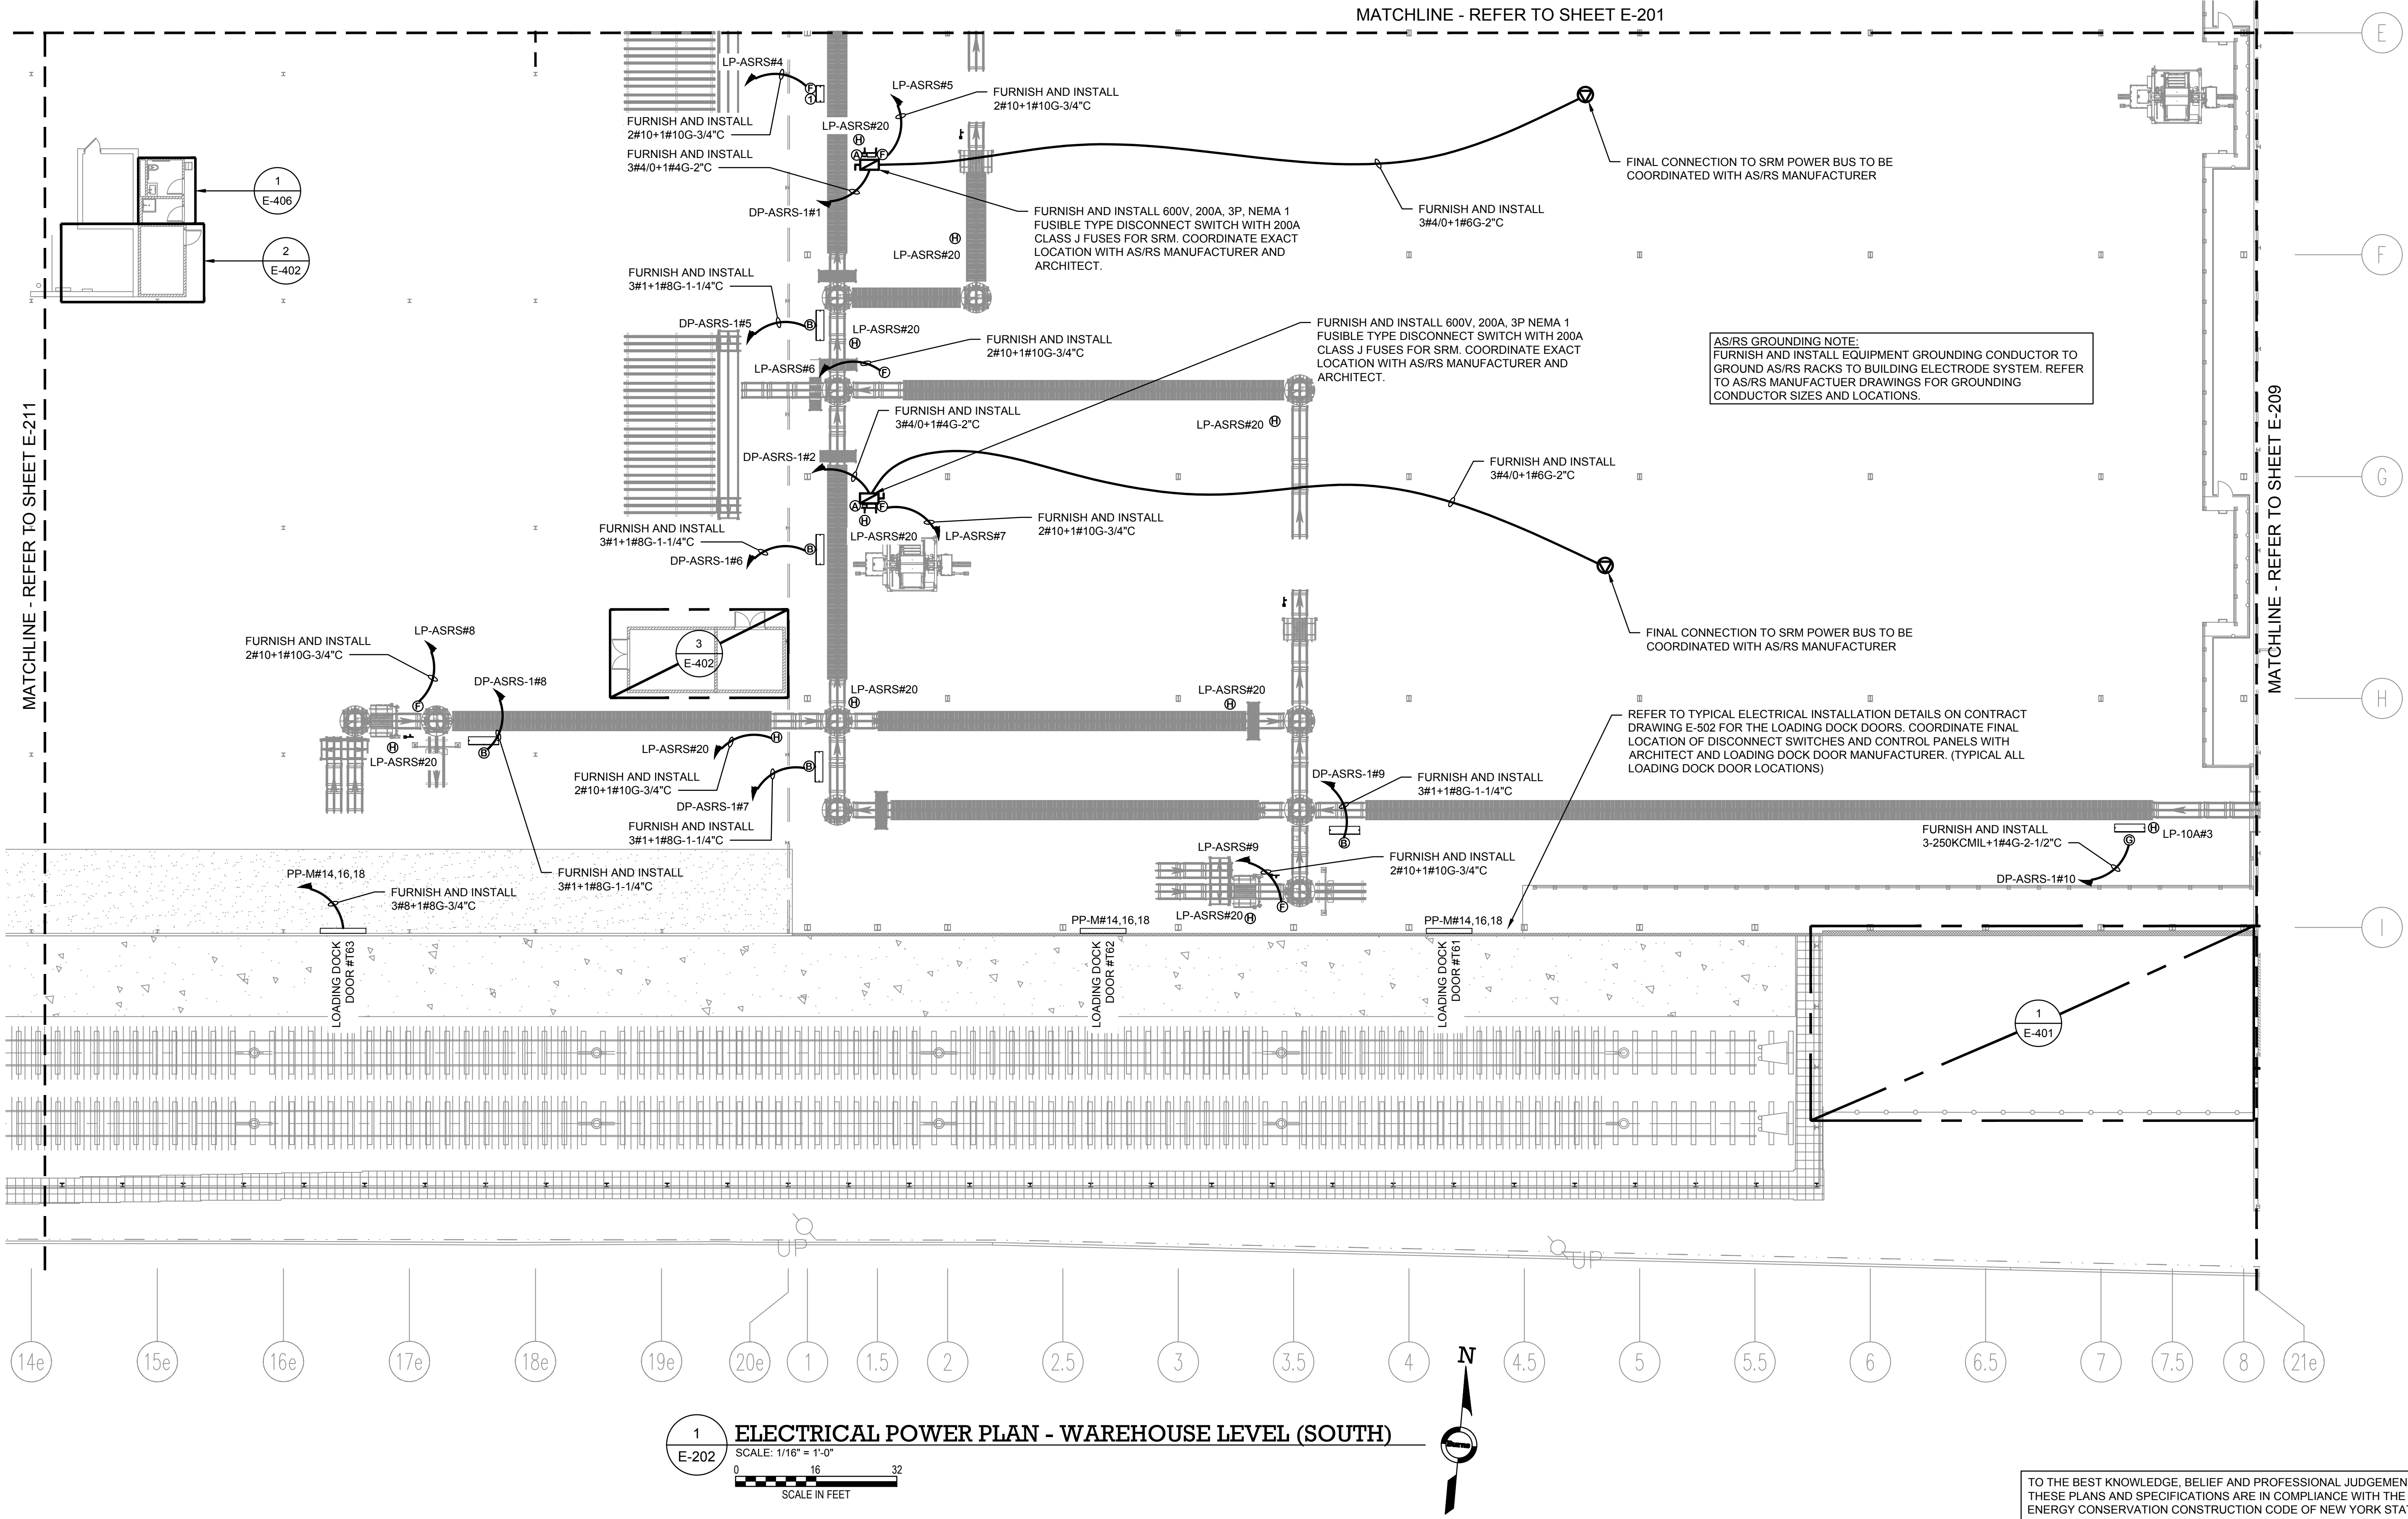 MATCHLINE - REFER TO SHEET E-201
E
LP-ASRS#4
F
1
FURNISH AND INSTALL
2#10+1#10G-3/4"C
LP-ASRS#5
FURNISH AND INSTALL
2#10+1#10G-3/4"C
LP-ASRS#20
H
A
F
FURNISH AND INSTALL
3#4/0+1#4G-2"C
DP-ASRS-1#1
FINAL CONNECTION TO SRM POWER BUS TO BE
COORDINATED WITH AS/RS MANUFACTURER
FURNISH AND INSTALL
3#4/0+1#6G-2"C
1
E-406
2
E-402
FURNISH AND INSTALL 600V, 200A, 3P, NEMA 1
FUSIBLE TYPE DISCONNECT SWITCH WITH 200A
CLASS J FUSES FOR SRM. COORDINATE EXACT
LOCATION WITH AS/RS MANUFACTURER AND
ARCHITECT.
H
LP-ASRS#20
F
FURNISH AND INSTALL
3#1+1#8G-1-1/4"C
DP-ASRS-1#5
B
LP-ASRS#20
H
FURNISH AND INSTALL
2#10+1#10G-3/4"C
LP-ASRS#6
F
FURNISH AND INSTALL 600V, 200A, 3P NEMA 1
FUSIBLE TYPE DISCONNECT SWITCH WITH 200A
CLASS J FUSES FOR SRM. COORDINATE EXACT
LOCATION WITH AS/RS MANUFACTURER AND
ARCHITECT.
AS/RS GROUNDING NOTE:
FURNISH AND INSTALL EQUIPMENT GROUNDING CONDUCTOR TO
GROUND AS/RS RACKS TO BUILDING ELECTRODE SYSTEM. REFER
TO AS/RS MANUFACTUER DRAWINGS FOR GROUNDING
CONDUCTOR SIZES AND LOCATIONS.
MATCHLINE - REFER TO SHEET E-211
MATCHLINE - REFER TO SHEET E-209
FURNISH AND INSTALL
3#4/0+1#4G-2"C
LP-ASRS#20
H
DP-ASRS-1#2
FURNISH AND INSTALL
3#4/0+1#6G-2"C
G
A
F
H
LP-ASRS#20
LP-ASRS#7
FURNISH AND INSTALL
2#10+1#10G-3/4"C
FURNISH AND INSTALL
3#1+1#8G-1-1/4"C
DP-ASRS-1#6
B
FINAL CONNECTION TO SRM POWER BUS TO BE
COORDINATED WITH AS/RS MANUFACTURER
3
E-402
LP-ASRS#8
FURNISH AND INSTALL
2#10+1#10G-3/4"C
F
DP-ASRS-1#8
LP-ASRS#20
H
LP-ASRS#20
H
H
REFER TO TYPICAL ELECTRICAL INSTALLATION DETAILS ON CONTRACT
DRAWING E-502 FOR THE LOADING DOCK DOORS. COORDINATE FINAL
LOCATION OF DISCONNECT SWITCHES AND CONTROL PANELS WITH
ARCHITECT AND LOADING DOCK DOOR MANUFACTURER. (TYPICAL ALL
LOADING DOCK DOOR LOCATIONS)
H
LP-ASRS#20
B
LP-ASRS#20
H
FURNISH AND INSTALL
2#10+1#10G-3/4"C
B
DP-ASRS-1#7
FURNISH AND INSTALL
3#1+1#8G-1-1/4"C
DP-ASRS-1#9
FURNISH AND INSTALL
3#1+1#8G-1-1/4"C
B
FURNISH AND INSTALL
3-250KCMIL+1#4G-2-1/2"C
H
LP-10A#3
G
DP-ASRS-1#10
LP-ASRS#9
FURNISH AND INSTALL
2#10+1#10G-3/4"C
F
LP-ASRS#20
H
FURNISH AND INSTALL
3#1+1#8G-1-1/4"C
PP-M#14,16,18
FURNISH AND INSTALL
3#8+1#8G-3/4"C
PP-M#14,16,18
PP-M#14,16,18
I
LOADING DOCK
DOOR #T63
LOADING DOCK
DOOR #T62
LOADING DOCK
DOOR #T61
1
E-401
UP
UP
14e
15e
16e
17e
18e
19e
20e
1
1.5
2
2.5
3
3.5
4
4.5
5
5.5
6
6.5
7
7.5
8
21e
N
1
E-202
ELECTRICAL POWER PLAN - WAREHOUSE LEVEL (SOUTH)
SCALE: 1/16" = 1'-0"
0 16 32
SCALE IN FEET
TO THE BEST KNOWLEDGE, BELIEF AND PROFESSIONAL JUDGEMEN
THESE PLANS AND SPECIFICATIONS ARE IN COMPLIANCE WITH THE
ENERGY CONSERVATION CONSTRUCTION CODE OF NEW YORK STA